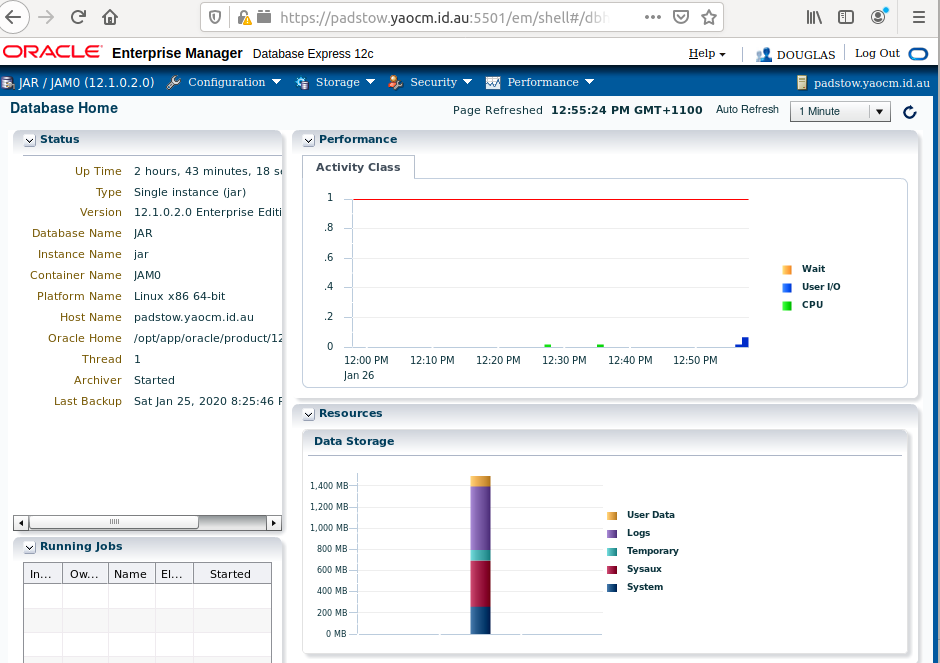 https://padstow.yaocm.id.au:5501/em/shell#/dbh
ORACLE Enterprise Manager Database Express 12c
Help DOUGLAS Log Out
JAR / JAM0 (12.1.0.2.0) Configuration Storage Security Performance padstow.yaocm.id.au
Database Home
Page Refreshed 12:55:24 PM GMT+1100 Auto Refresh 1 Minute
Status
Up Time 2 hours, 43 minutes, 18 se
Type Single instance (jar)
Version 12.1.0.2.0 Enterprise Editi
Database Name JAR
Instance Name jar
Container Name JAM0
Platform Name Linux x86 64-bit
Host Name padstow.yaocm.id.au
Oracle Home /opt/app/oracle/product/12
Thread 1
Archiver Started
Last Backup Sat Jan 25, 2020 8:25:46 P
Running Jobs
In... Ow... Name El... Started
Performance
Activity Class
1
.8
.6
.4
.2
0
12:00 PM 12:10 PM 12:20 PM 12:30 PM 12:40 PM 12:50 PM
Jan 26
Wait
User I/O
CPU
Resources
Data Storage
1,400 MB
1,200 MB
1,000 MB
800 MB
600 MB
400 MB
200 MB
0 MB
User Data
Logs
Temporary
Sysaux
System